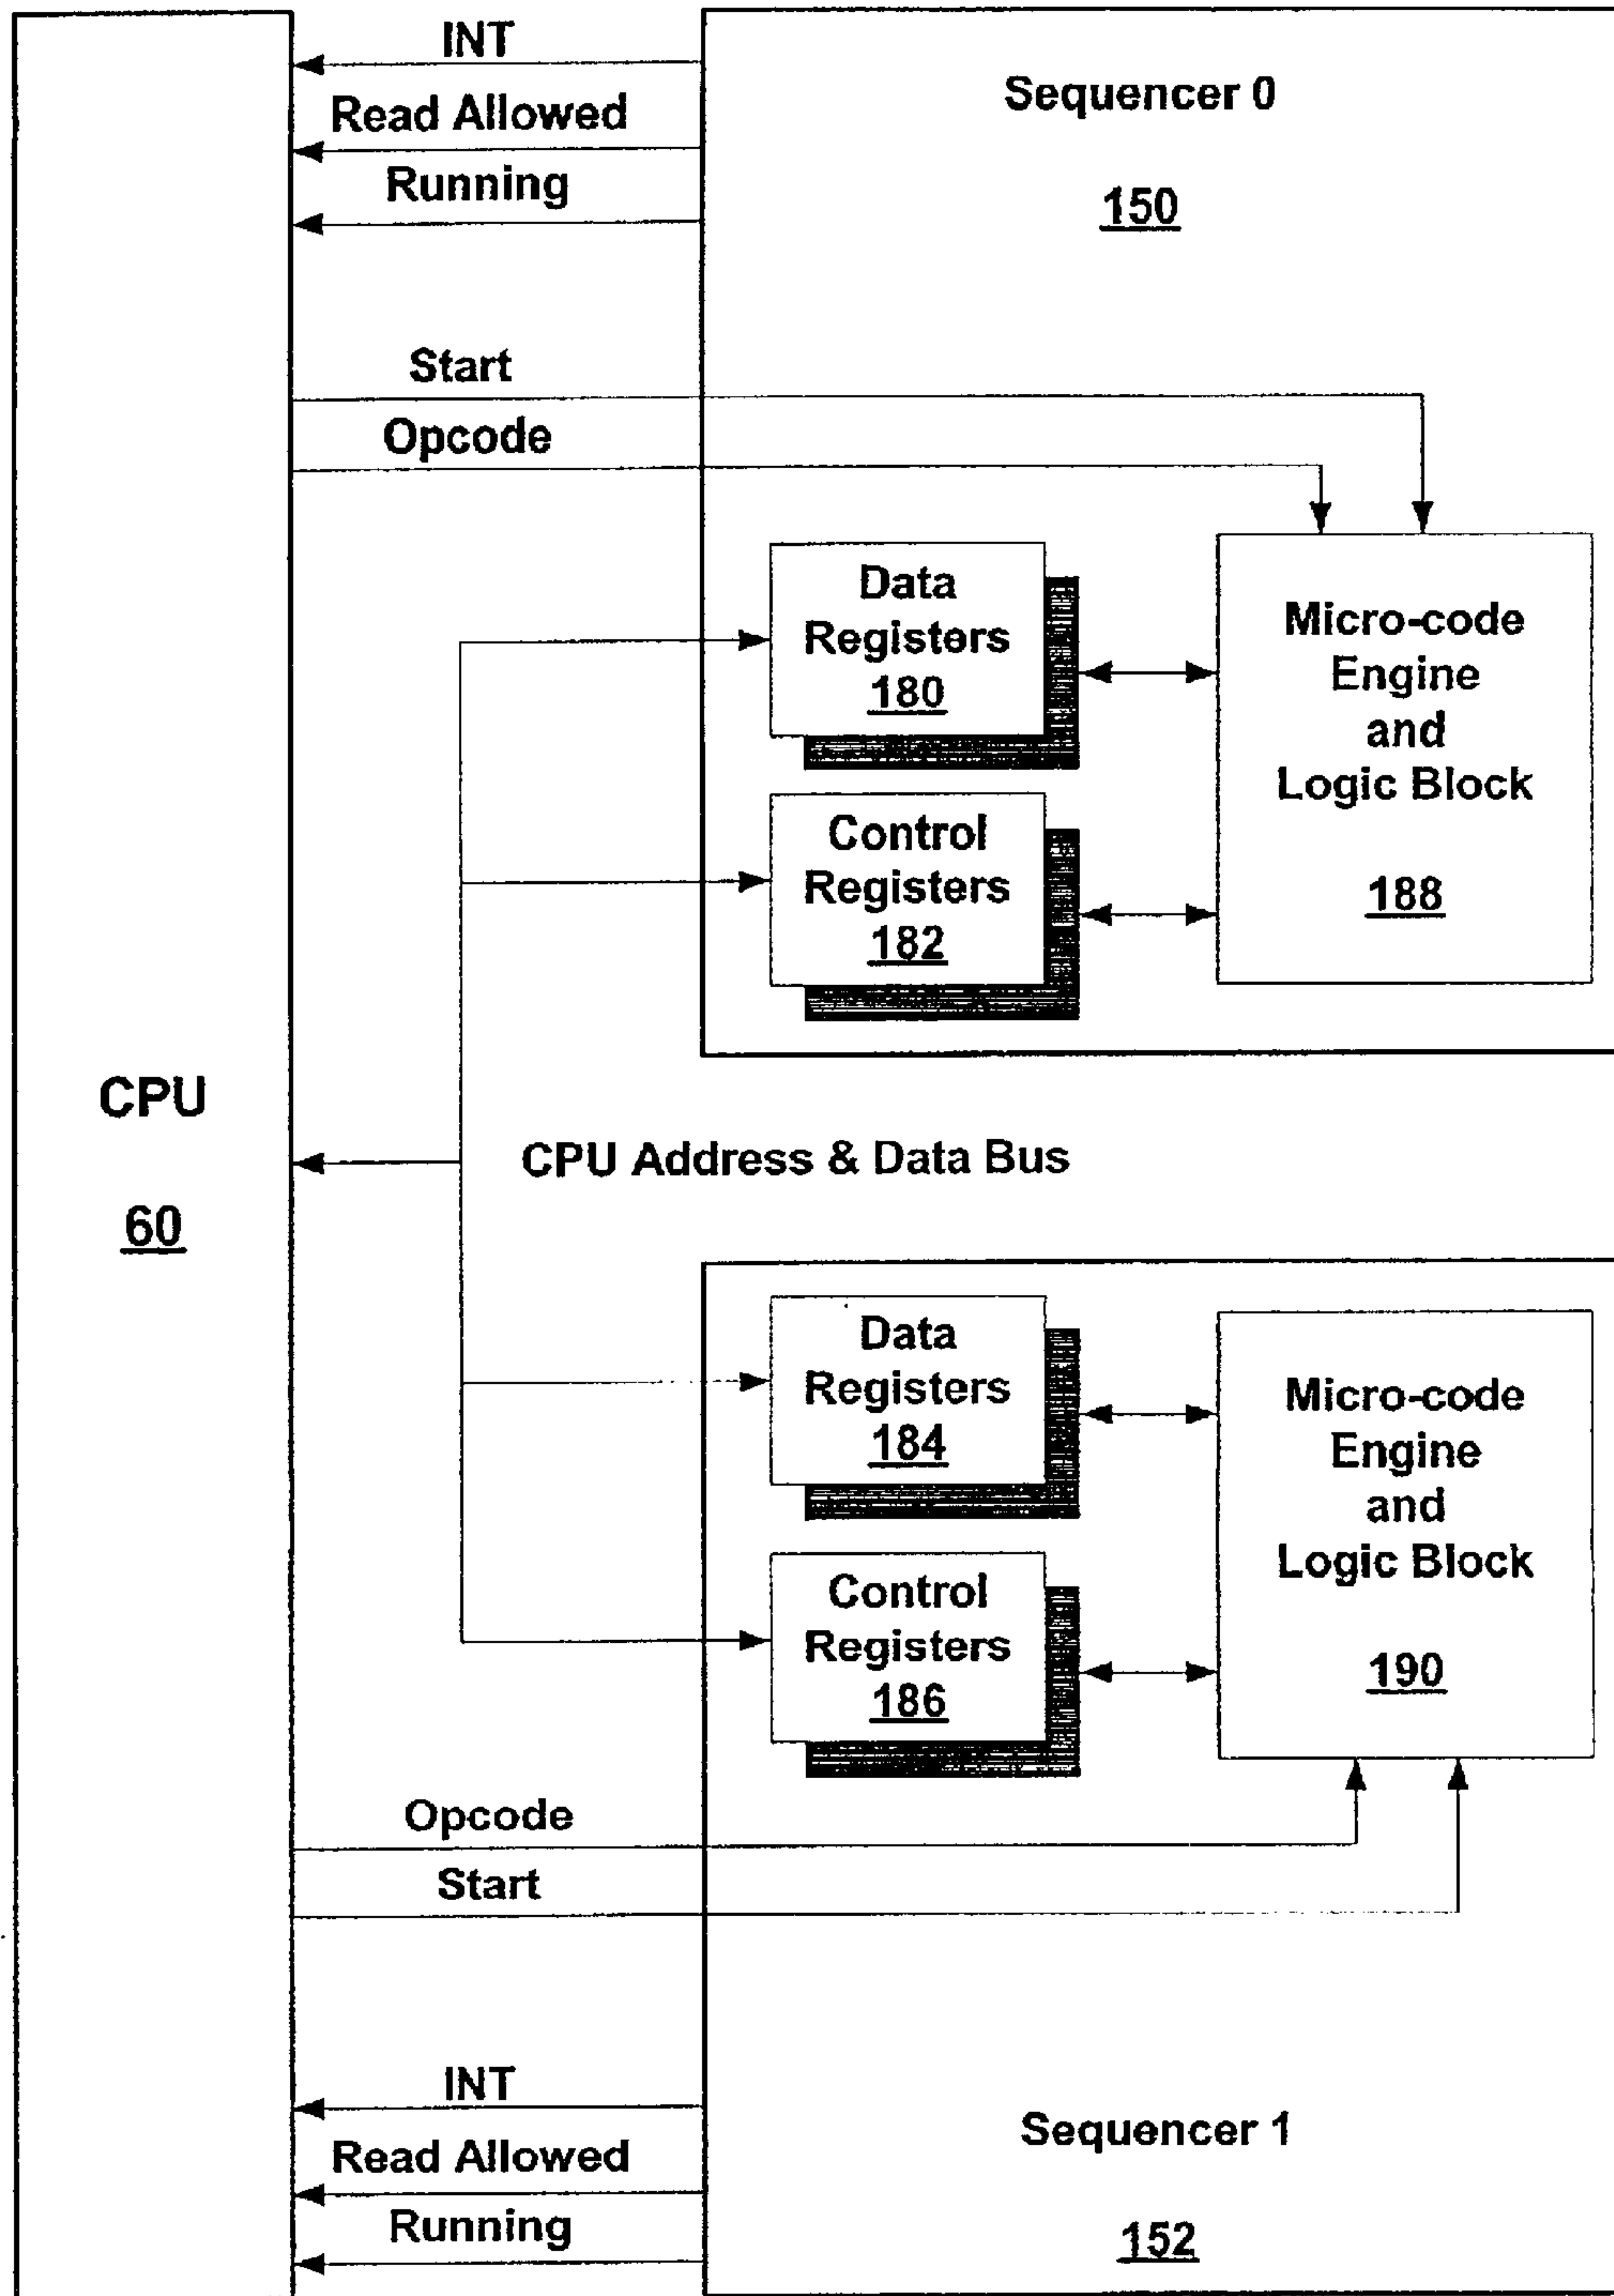 INT
Read Allowed
Running
Sequencer 0
150
Start
Opcode
Data
Registers
180
Control
Registers
182
Micro-code
Engine
and
Logic Block
188
CPU
60
CPU Address & Data Bus
Data
Registers
184
Control
Registers
186
Micro-code
Engine
and
Logic Block
190
Opcode
Start
INT
Read Allowed
Running
Sequencer 1
152